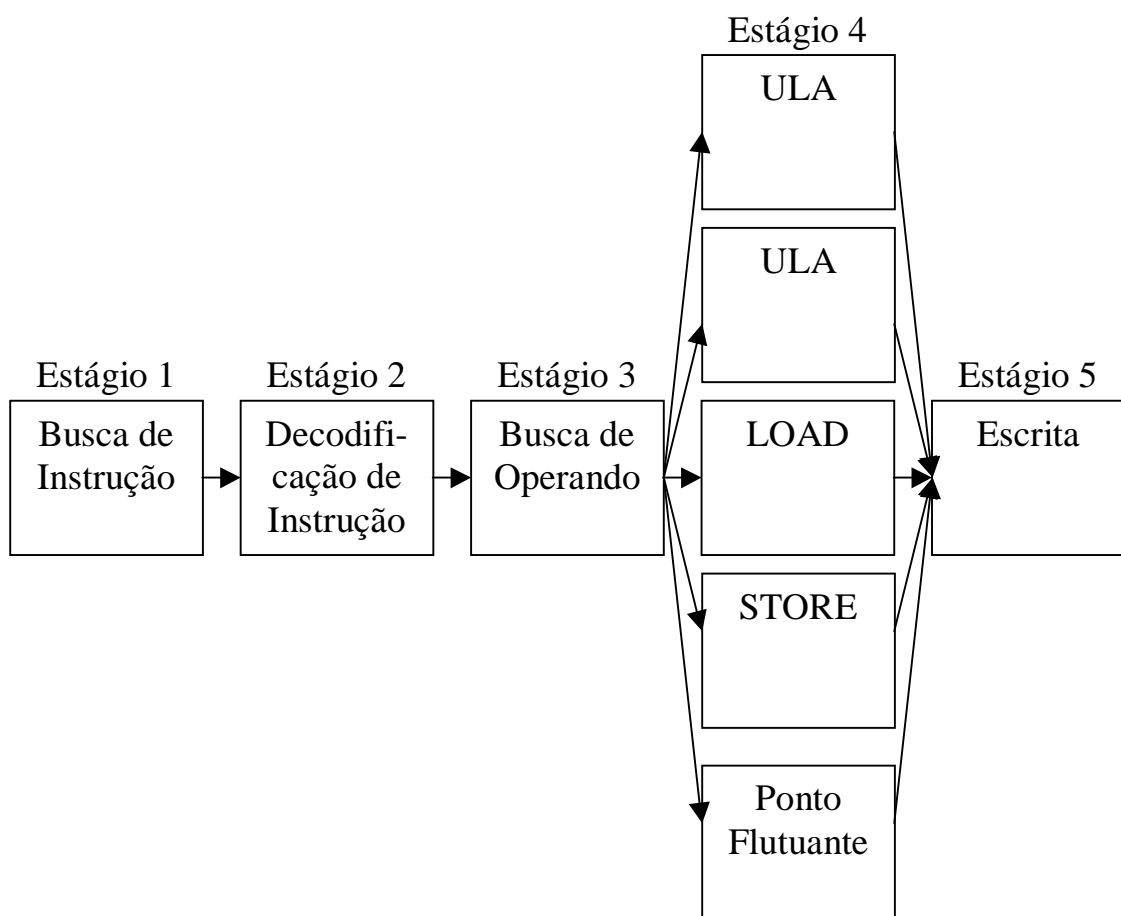 Estágio 4
ULA
ULA
Estágio 1
Busca de
Instrução
Estágio 2
Decodifi-
cação de
Instrução
Estágio 3
Busca de
Operando
LOAD
Estágio 5
Escrita
STORE
Ponto
Flutuante